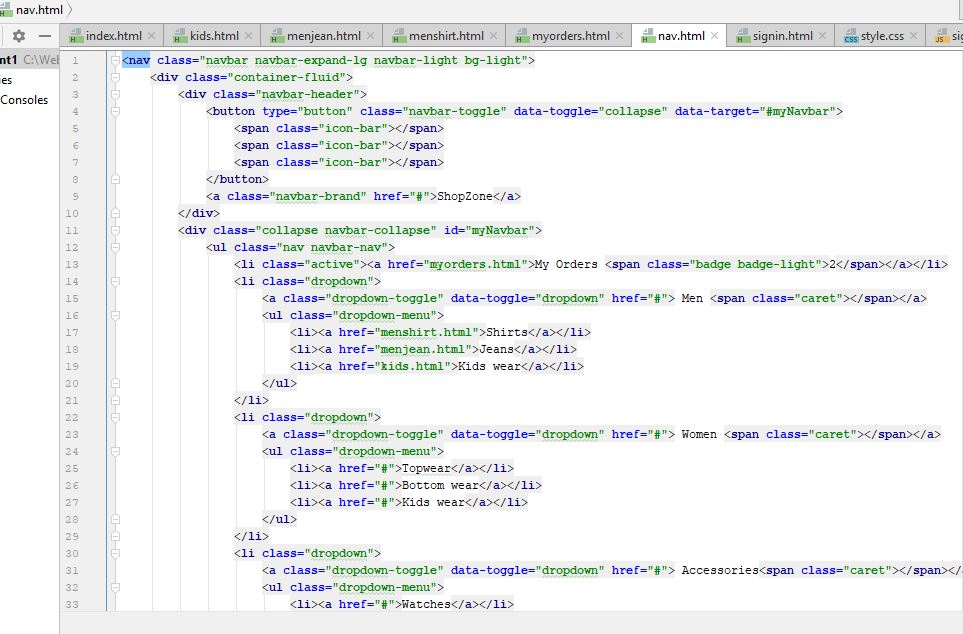 nav.html
index.html kids.html menjean.html menshirt.html myorders.html nav.html signin.html style.css
nt1 C:\Wel
ies
Consoles
1 <nav class="navbar navbar-expand-lg navbar-light bg-light">
2 <div class="container-fluid">
3 <div class="navbar-header">
4 <button type="button" class="navbar-toggle" data-toggle="collapse" data-target="#myNavbar">
5 <span class="icon-bar"></span>
6 <span class="icon-bar"></span>
7 <span class="icon-bar"></span>
8 </button>
9 <a class="navbar-brand" href="#">ShopZone</a>
10 </div>
11 <div class="collapse navbar-collapse" id="myNavbar">
12 <ul class="nav navbar-nav">
13 <li class="active"><a href="myorders.html">My Orders <span class="badge badge-light">2</span></a></li>
14 <li class="dropdown">
15 <a class="dropdown-toggle" data-toggle="dropdown" href="#"> Men <span class="caret"></span></a>
16 <ul class="dropdown-menu">
17 <li><a href="menshirt.html">Shirts</a></li>
18 <li><a href="menjean.html">Jeans</a></li>
19 <li><a href="kids.html">Kids wear</a></li>
20 </ul>
21 </li>
22 <li class="dropdown">
23 <a class="dropdown-toggle" data-toggle="dropdown" href="#"> Women <span class="caret"></span></a>
24 <ul class="dropdown-menu">
25 <li><a href="#">Topwear</a></li>
26 <li><a href="#">Bottom wear</a></li>
27 <li><a href="#">Kids wear</a></li>
28 </ul>
29 </li>
30 <li class="dropdown">
31 <a class="dropdown-toggle" data-toggle="dropdown" href="#"> Accessories<span class="caret"></span></
32 <ul class="dropdown-menu">
33 <li><a href="#">Watches</a></li>